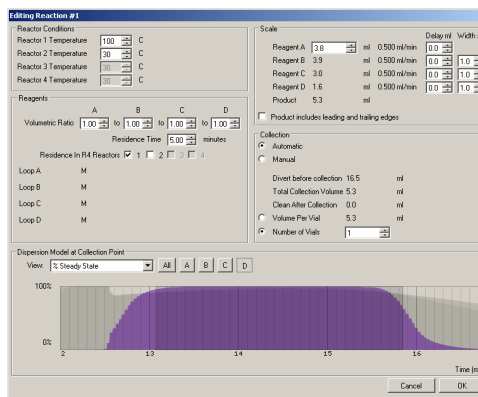 Editing Reaction #1
Reactor Conditions
Reactor 1 Temperature 100 C
Reactor 2 Temperature 30 C
Reactor 3 Temperature 30 C
Reactor 4 Temperature 30 C
Reagents
A B C D
Volumetric Ratio 1.00 to 1.00 to 1.00 to 1.00
Residence Time 5.00 minutes
Residence In R4 Reactors 1 2 3 4
Loop A M
Loop B M
Loop C M
Loop D M
Scale
Delay ml Width
Reagent A 3.8 ml 0.500 ml/min 0.0
Reagent B 3.9 ml 0.500 ml/min 0.0 1.0
Reagent C 3.0 ml 0.500 ml/min 0.0 1.0
Reagent D 1.6 ml 0.500 ml/min 0.0 1.0
Product 5.3 ml
Product includes leading and trailing edges
Collection
Automatic
Manual
Divert before collection 16.5 ml
Total Collection Volume 5.3 ml
Clean After Collection 0.0 ml
Volume Per Vial 5.3 ml
Number of Vials 1
Dispersion Model at Collection Point
View: % Steady State All A B C D
100%
0%
2 13 14 15 16
Time (m
Cancel OK